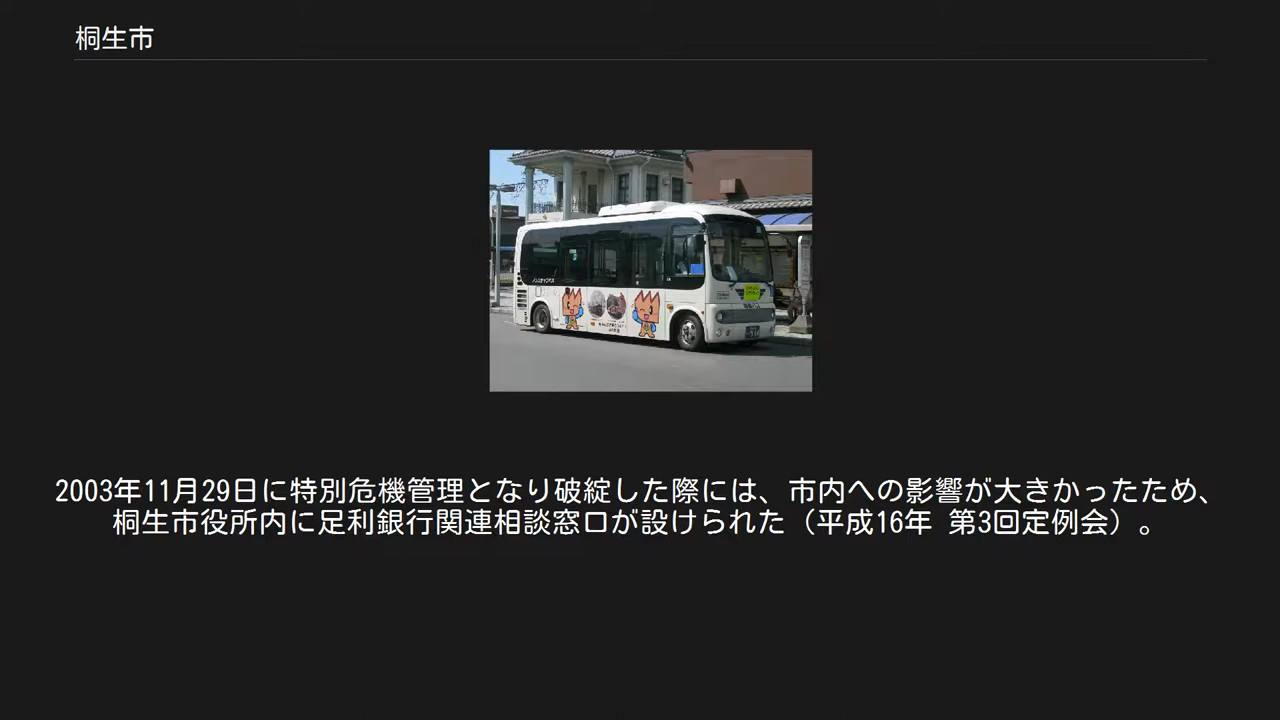 桐生市
2003年11月29日に特別危機管理となり破綻した際には、市内への影響が大きかったため、
桐生市役所内に足利銀行関連相談窓口が設けられた（平成16年 第3回定例会）。